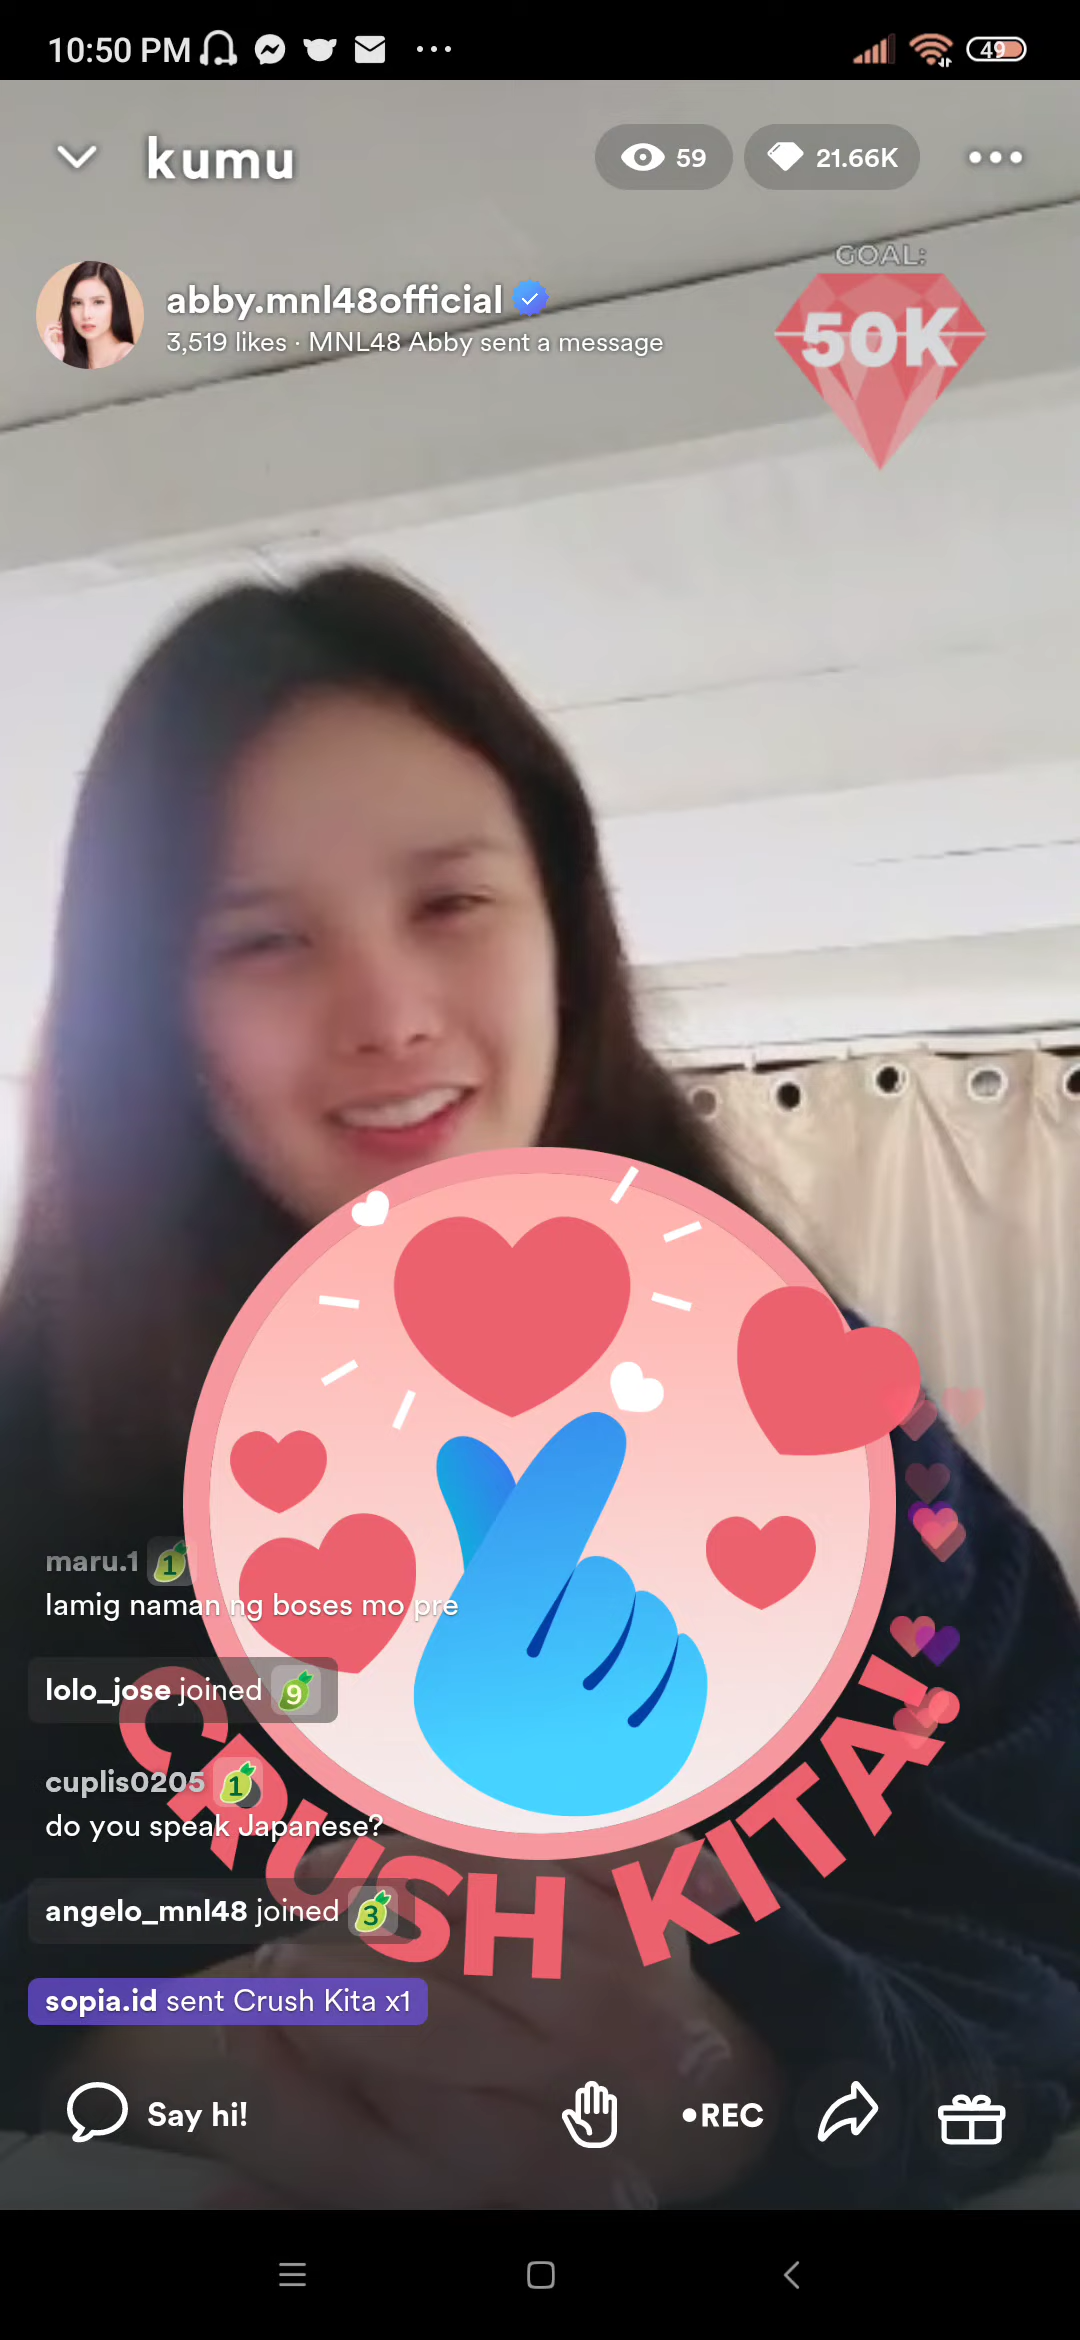 10:50 PM
49
kumu
59
21.66K
GOAL:
50K
abby.mnl48official
3,519 likes · MNL48 Abby sent a message
maru.1 1
lamig naman ng boses mo pre
lolo_jose joined 9
cuplis0205 1
do you speak Japanese?
angelo_mnl48 joined 3
CRUSH KITA!
sopia.id sent Crush Kita x1
Say hi!
•REC